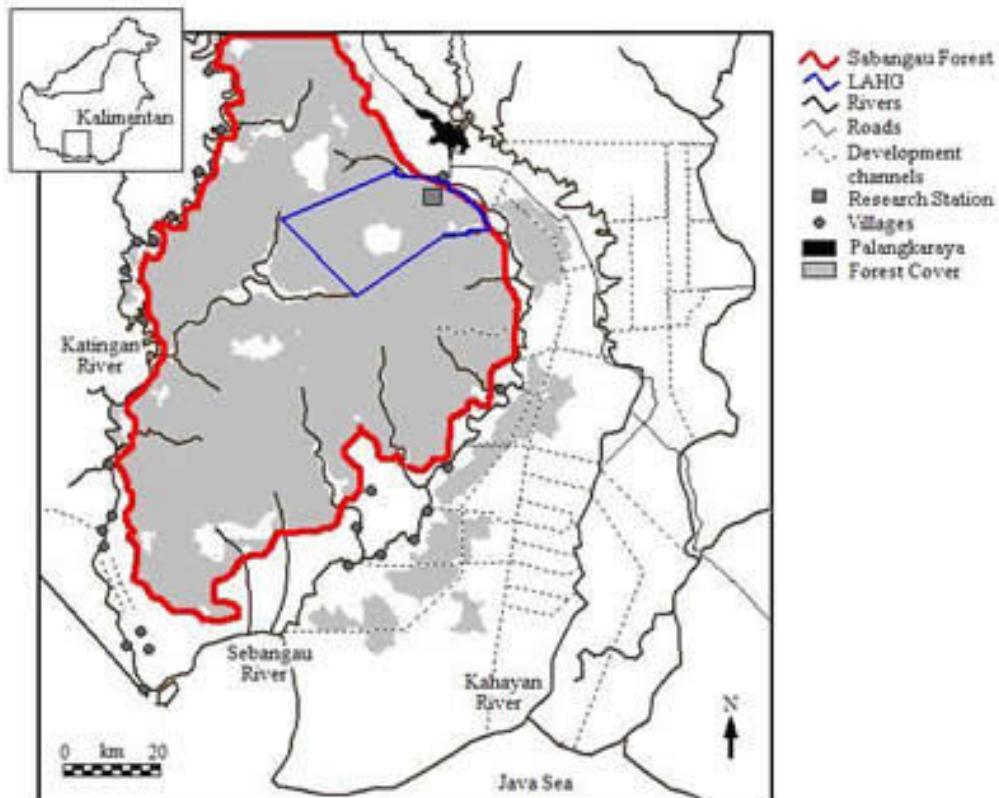 Kalimantan
Sabangau Forest
LAHG
Rivers
Roads
Development
channels
Research Station
Villages
Palangkaraya
Forest Cover
Katingan
River
Sebangau
River
Kahayan
River
N
0 km 20
Java Sea